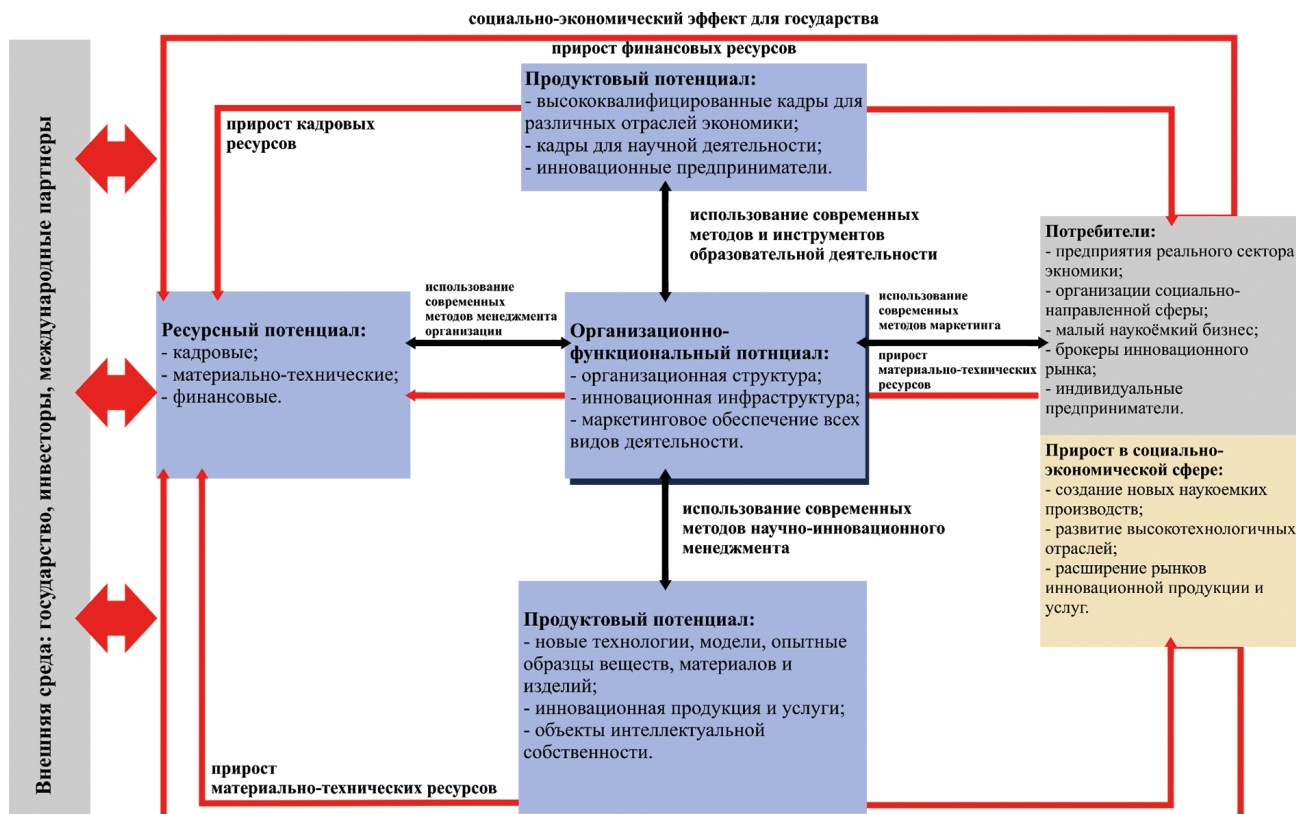 социально-экономический эффект для государства
прирост финансовых ресурсов
Внешняя среда: государство, инвесторы, международные партнеры
Продуктовый потенциал:
- высококвалифицированные кадры для
различных отраслей экономики;
- кадры для научной деятельности;
- инновационные предприниматели.
прирост кадровых
ресурсов
использование современных
методов и инструментов
образовательной деятельности
Потребители:
- предприятия реального сектора
экномики;
- организации социально-
направленной сферы;
- малый наукоёмкий бизнес;
- брокеры инновационного
рынка;
- индивидуальные
предприниматели.
Ресурсный потенциал:
- кадровые;
- материально-технические;
- финансовые.
использование
современных
методов менеджмента
организации
Организационно-
функциональный потнциал:
- организационная структура;
- инновационная инфраструктура;
- маркетинговое обеспечение всех
видов деятельности.
использование
современных
методов маркетинга
прирост
материально-технических
ресурсов
Прирост в социально-
экономической сфере:
- создание новых наукоемких
производств;
- развитие высокотехнологичных
отраслей;
- расширение рынков
инновационной продукции и
услуг.
использование современных
методов научно-инновационного
менеджмента
Продуктовый потенциал:
- новые технологии, модели, опытные
образцы веществ, материалов и
изделий;
- инновационная продукция и услуги;
- объекты интеллектуальной
собственности.
прирост
материально-технических ресурсов